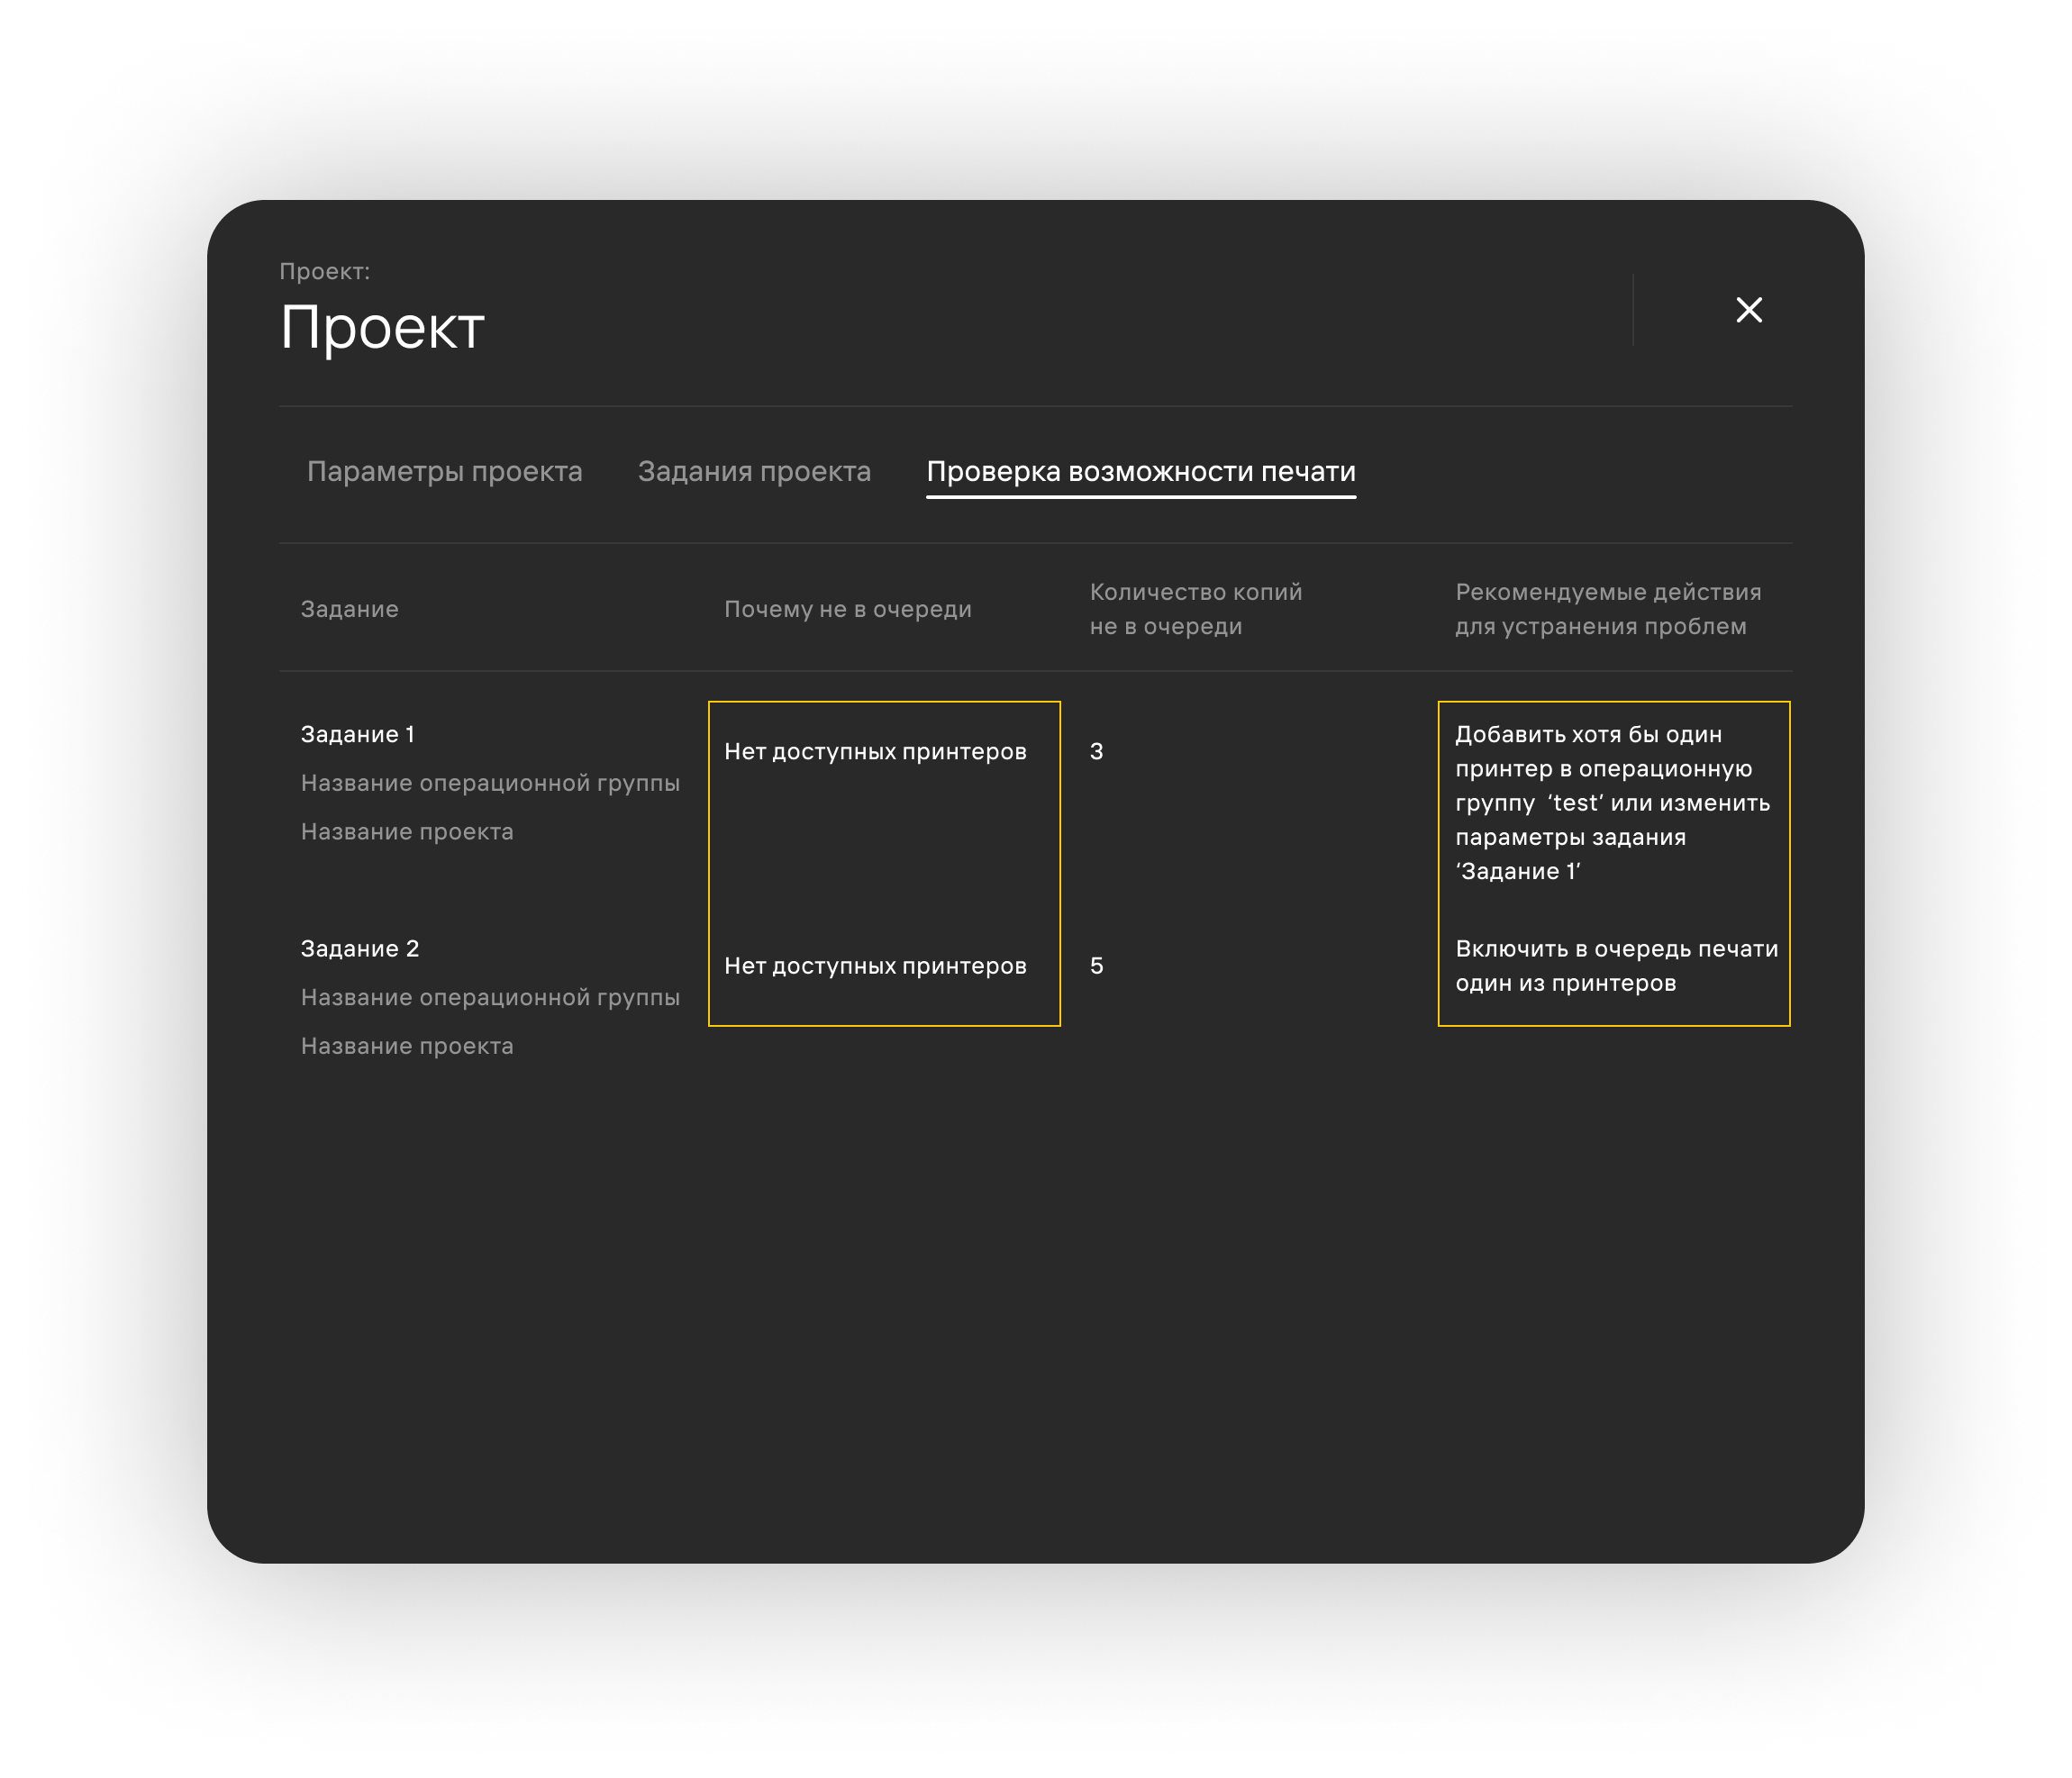 Проект:
Проект
Параметры проекта Задания проекта Проверка возможности печати
Задание
Почему не в очереди
Количество копий
не в очереди
Рекомендуемые действия
для устранения проблем
Задание 1
Название операционной группы
Название проекта
Нет доступных принтеров
3
Добавить хотя бы один
принтер в операционную
группу ‘test’ или изменить
параметры задания
‘Задание 1’
Задание 2
Название операционной группы
Название проекта
Нет доступных принтеров
5
Включить в очередь печати
один из принтеров